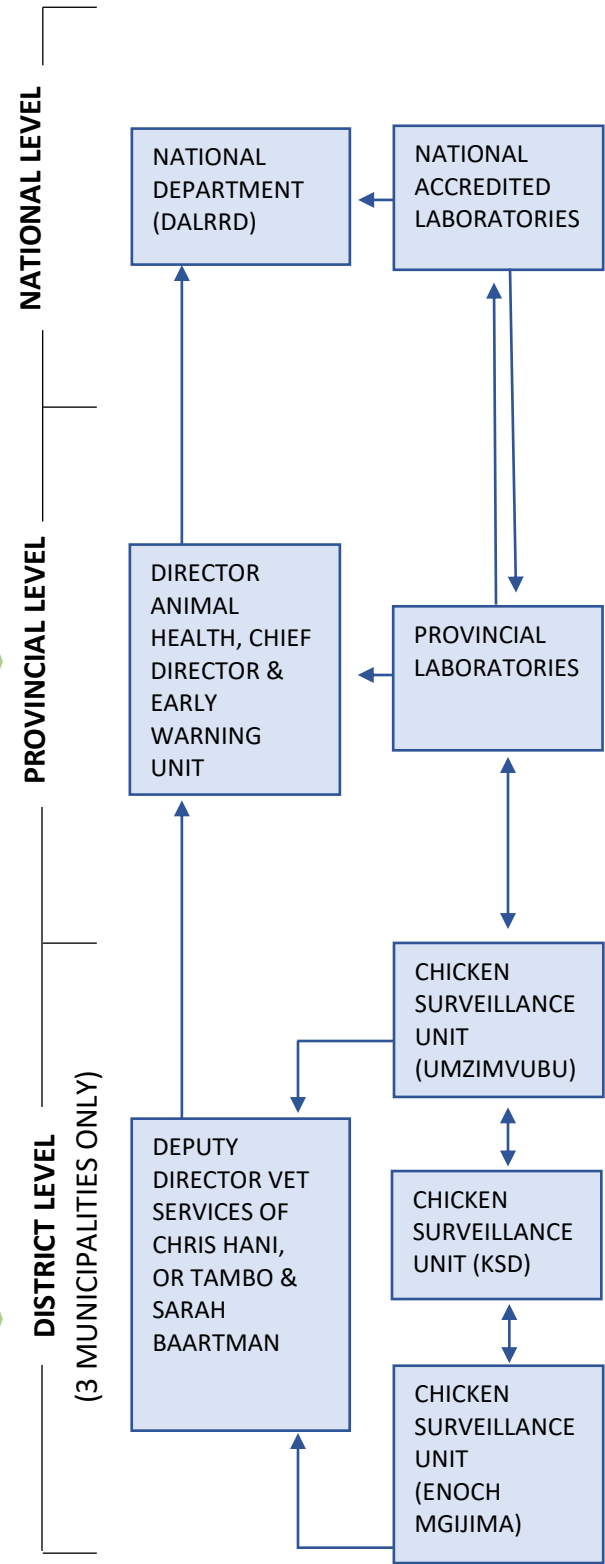 NATIONAL LEVEL
NATIONAL
DEPARTMENT
(DALRRD)
NATIONAL
ACCREDITED
LABORATORIES
PROVINCIAL LEVEL
DIRECTOR
ANIMAL
HEALTH, CHIEF
DIRECTOR &
EARLY
WARNING
UNIT
PROVINCIAL
LABORATORIES
DISTRICT LEVEL
(3 MUNICIPALITIES ONLY)
DEPUTY
DIRECTOR VET
SERVICES OF
CHRIS HANI,
OR TAMBO &
SARAH
BAARTMAN
CHICKEN
SURVEILLANCE
UNIT
(UMZIMVUBU)
CHICKEN
SURVEILLANCE
UNIT (KSD)
CHICKEN
SURVEILLANCE
UNIT
(ENOCH
MGIJIMA)